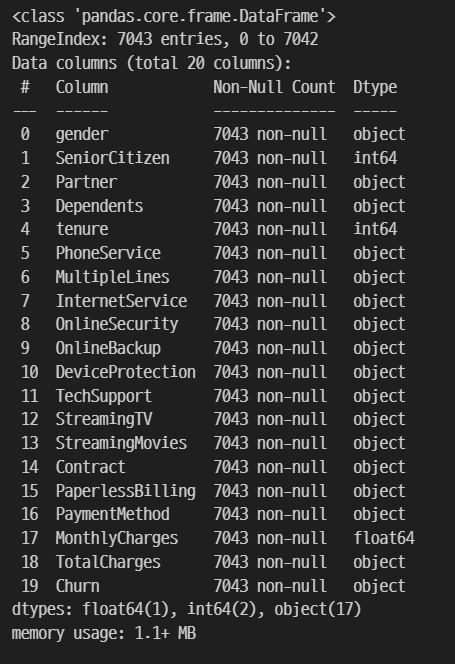 <class 'pandas.core.frame.DataFrame'>
RangeIndex: 7043 entries, 0 to 7042
Data columns (total 20 columns):
 #   Column            Non-Null Count  Dtype
---  ------            --------------  -----
 0   gender            7043 non-null   object
 1   SeniorCitizen     7043 non-null   int64
 2   Partner           7043 non-null   object
 3   Dependents        7043 non-null   object
 4   tenure            7043 non-null   int64
 5   PhoneService      7043 non-null   object
 6   MultipleLines     7043 non-null   object
 7   InternetService   7043 non-null   object
 8   OnlineSecurity    7043 non-null   object
 9   OnlineBackup      7043 non-null   object
 10  DeviceProtection  7043 non-null   object
 11  TechSupport       7043 non-null   object
 12  StreamingTV       7043 non-null   object
 13  StreamingMovies   7043 non-null   object
 14  Contract          7043 non-null   object
 15  PaperlessBilling  7043 non-null   object
 16  PaymentMethod     7043 non-null   object
 17  MonthlyCharges    7043 non-null   float64
 18  TotalCharges      7043 non-null   object
 19  Churn             7043 non-null   object
dtypes: float64(1), int64(2), object(17)
memory usage: 1.1+ MB